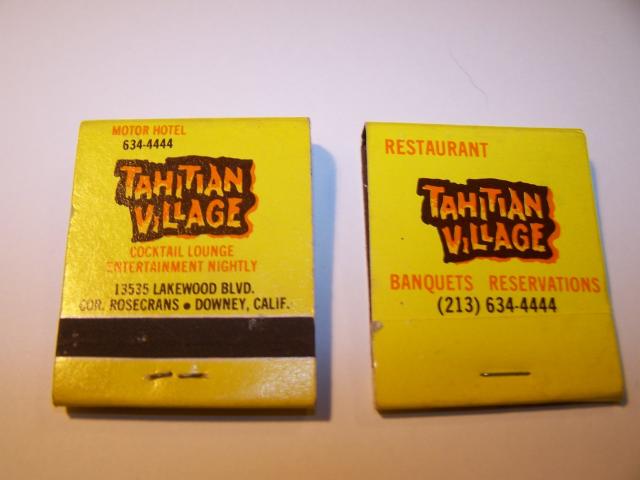 MOTOR HOTEL
634-4444
TAHITIAN
VILLAGE
COCKTAIL LOUNGE
ENTERTAINMENT NIGHTLY
13535 LAKEWOOD BLVD.
COR. ROSECRANS • DOWNEY, CALIF.
RESTAURANT
TAHITIAN
VILLAGE
BANQUETS RESERVATIONS
(213) 634-4444